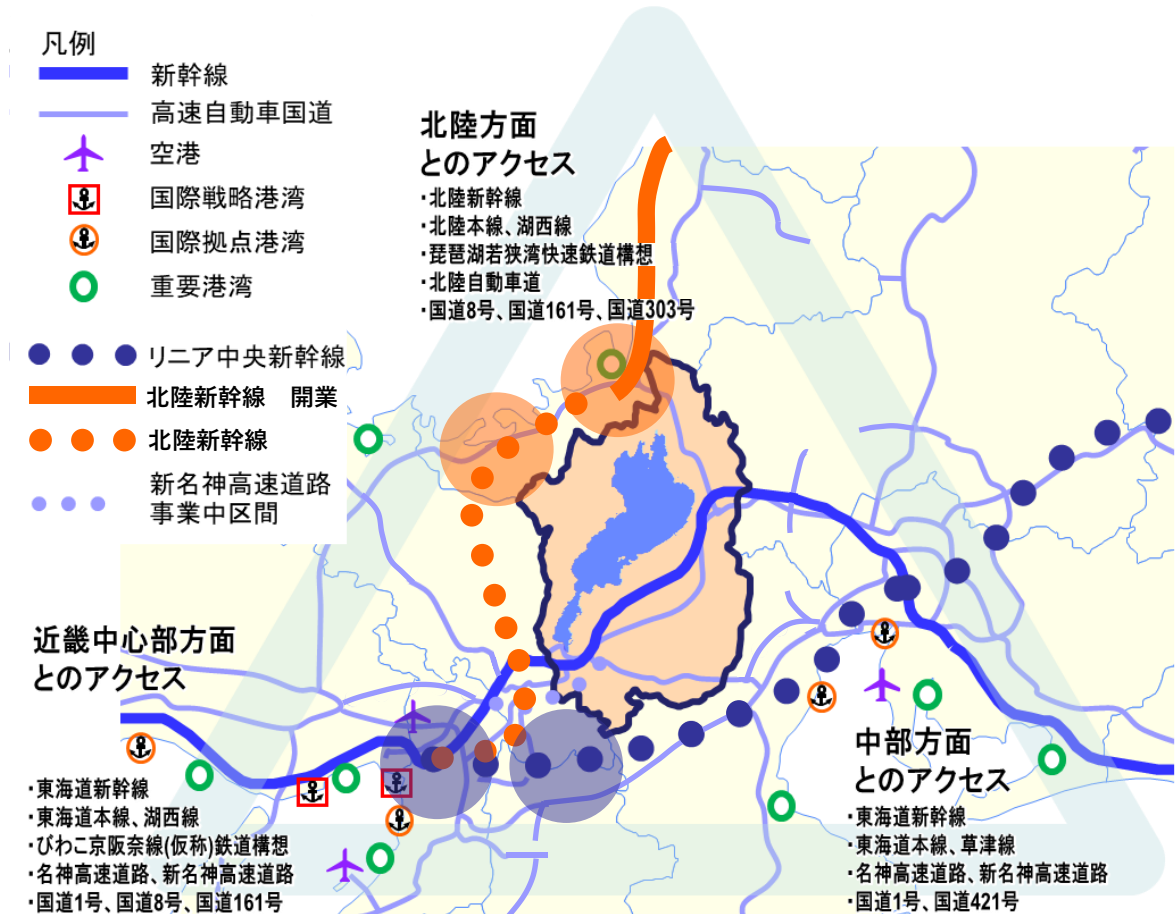 凡例
新幹線
高速自動車国道
空港
国際戦略港湾
国際拠点港湾
重要港湾
リニア中央新幹線
北陸新幹線 開業
北陸新幹線
新名神高速道路
事業中区間
北陸方面
とのアクセス
・北陸新幹線
・北陸本線、湖西線
・琵琶湖若狭湾快速鉄道構想
・北陸自動車道
・国道8号、国道161号、国道303号
近畿中心部方面
とのアクセス
・東海道新幹線
・東海道本線、湖西線
・びわこ京阪奈線(仮称)鉄道構想
・名神高速道路、新名神高速道路
・国道1号、国道8号、国道161号
中部方面
とのアクセス
・東海道新幹線
・東海道本線、草津線
・名神高速道路、新名神高速道路
・国道1号、国道421号